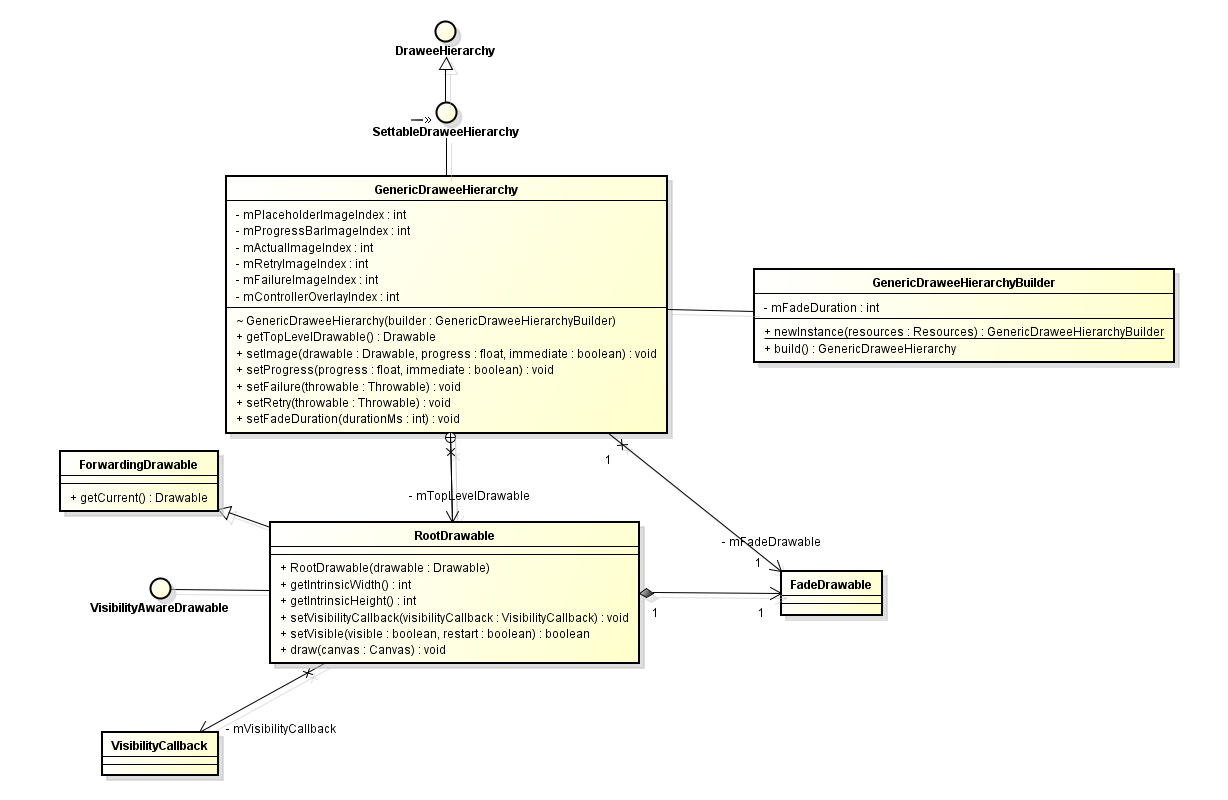 DraweeHierarchy
SettableDraweeHierarchy
GenericDraweeHierarchy
- mPlaceholderImageIndex : int
- mProgressBarImageIndex : int
- mActualImageIndex : int
- mRetryImageIndex : int
- mFailureImageIndex : int
- mControllerOverlayIndex : int
~ GenericDraweeHierarchy(builder : GenericDraweeHierarchyBuilder)
+ getTopLevelDrawable() : Drawable
+ setImage(drawable : Drawable, progress : float, immediate : boolean) : void
+ setProgress(progress : float, immediate : boolean) : void
+ setFailure(throwable : Throwable) : void
+ setRetry(throwable : Throwable) : void
+ setFadeDuration(durationMs : int) : void
GenericDraweeHierarchyBuilder
- mFadeDuration : int
+ newInstance(resources : Resources) : GenericDraweeHierarchyBuilder
+ build() : GenericDraweeHierarchy
ForwardingDrawable
+ getCurrent() : Drawable
- mTopLevelDrawable
1
- mFadeDrawable
1
RootDrawable
+ RootDrawable(drawable : Drawable)
+ getIntrinsicWidth() : int
+ getIntrinsicHeight() : int
+ setVisibilityCallback(visibilityCallback : VisibilityCallback) : void
+ setVisible(visible : boolean, restart : boolean) : boolean
+ draw(canvas : Canvas) : void
1
1
FadeDrawable
VisibilityAwareDrawable
- mVisibilityCallback
VisibilityCallback